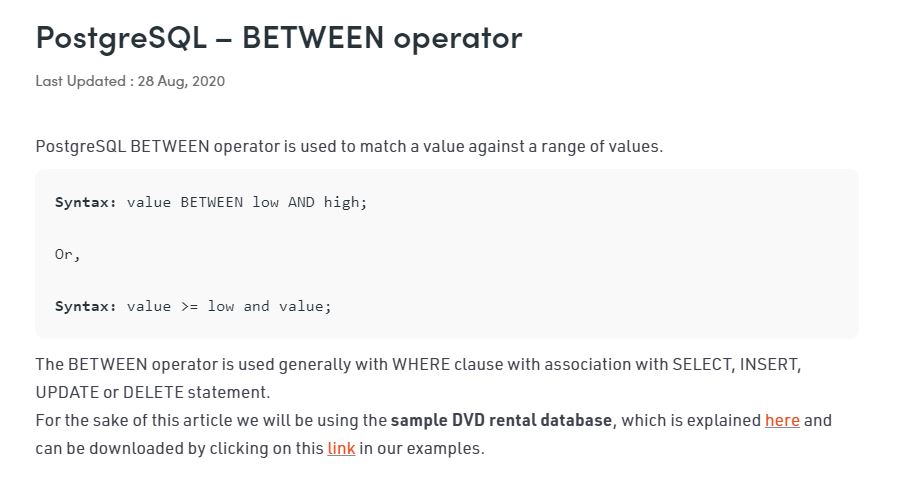 PostgreSQL – BETWEEN operator
Last Updated : 28 Aug, 2020
PostgreSQL BETWEEN operator is used to match a value against a range of values.
Syntax: value BETWEEN low AND high;
Or,
Syntax: value >= low and value;
The BETWEEN operator is used generally with WHERE clause with association with SELECT, INSERT,
UPDATE or DELETE statement.
For the sake of this article we will be using the sample DVD rental database, which is explained here and
can be downloaded by clicking on this link in our examples.